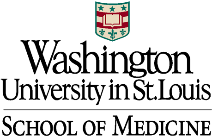 Washington
University in St. Louis
SCHOOL OF MEDICINE